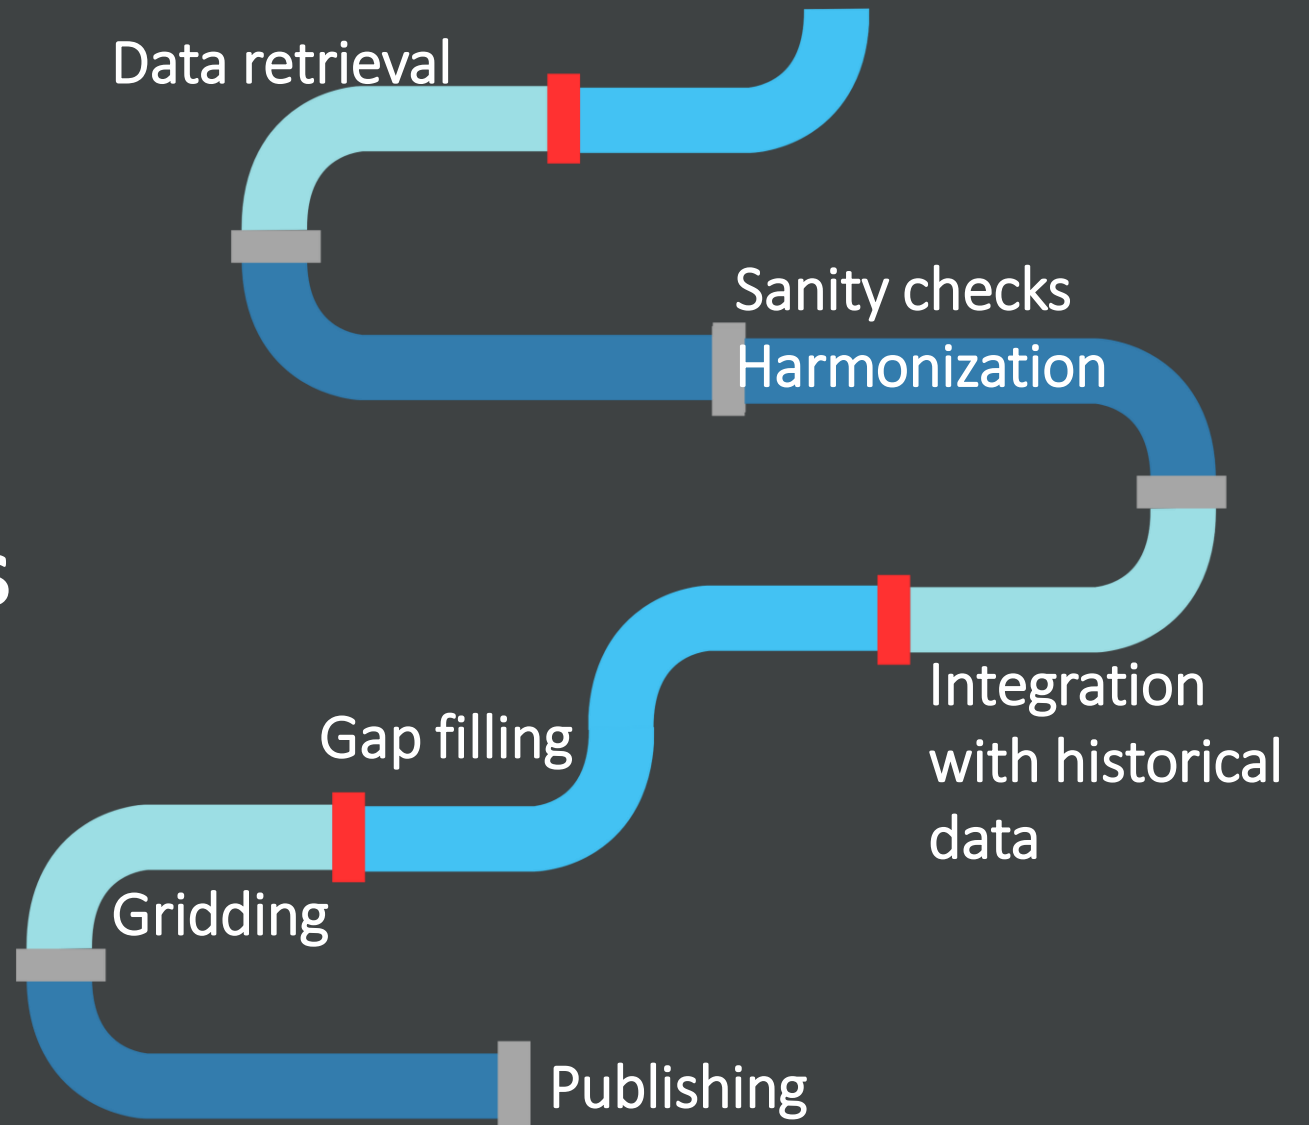 Data retrieval
Sanity checks
Harmonization
s
Integration
with historical
data
Gap filling
Gridding
Publishing